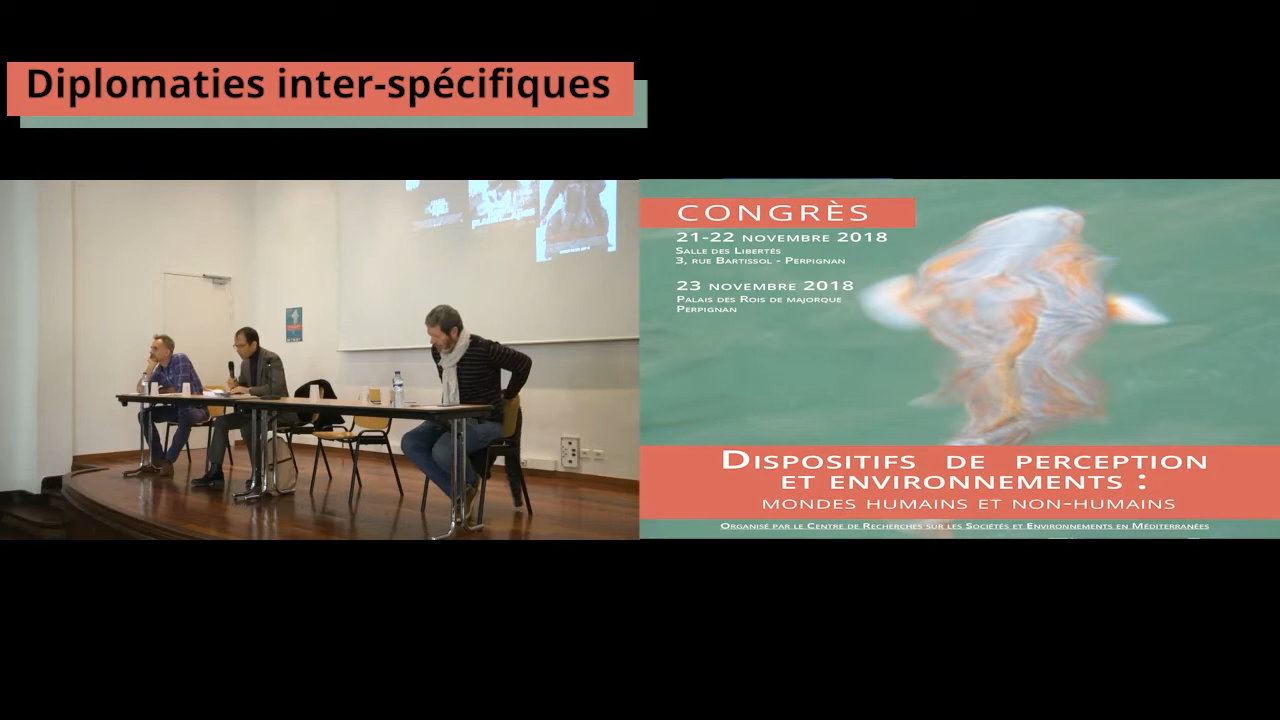 Diplomaties inter-spécifiques
CONGRÈS
21-22 NOVEMBRE 2018
SALLE DES LIBERTÉS
3, RUE BARTISSOL - PERPIGNAN
23 NOVEMBRE 2018
PALAIS DES ROIS DE MAJORQUE
PERPIGNAN
DISPOSITIFS DE PERCEPTION
ET ENVIRONNEMENTS :
MONDES HUMAINS ET NON-HUMAINS
ORGANISÉ PAR LE CENTRE DE RECHERCHES SUR LES SOCIÉTÉS ET ENVIRONNEMENTS EN MÉDITERRANÉES